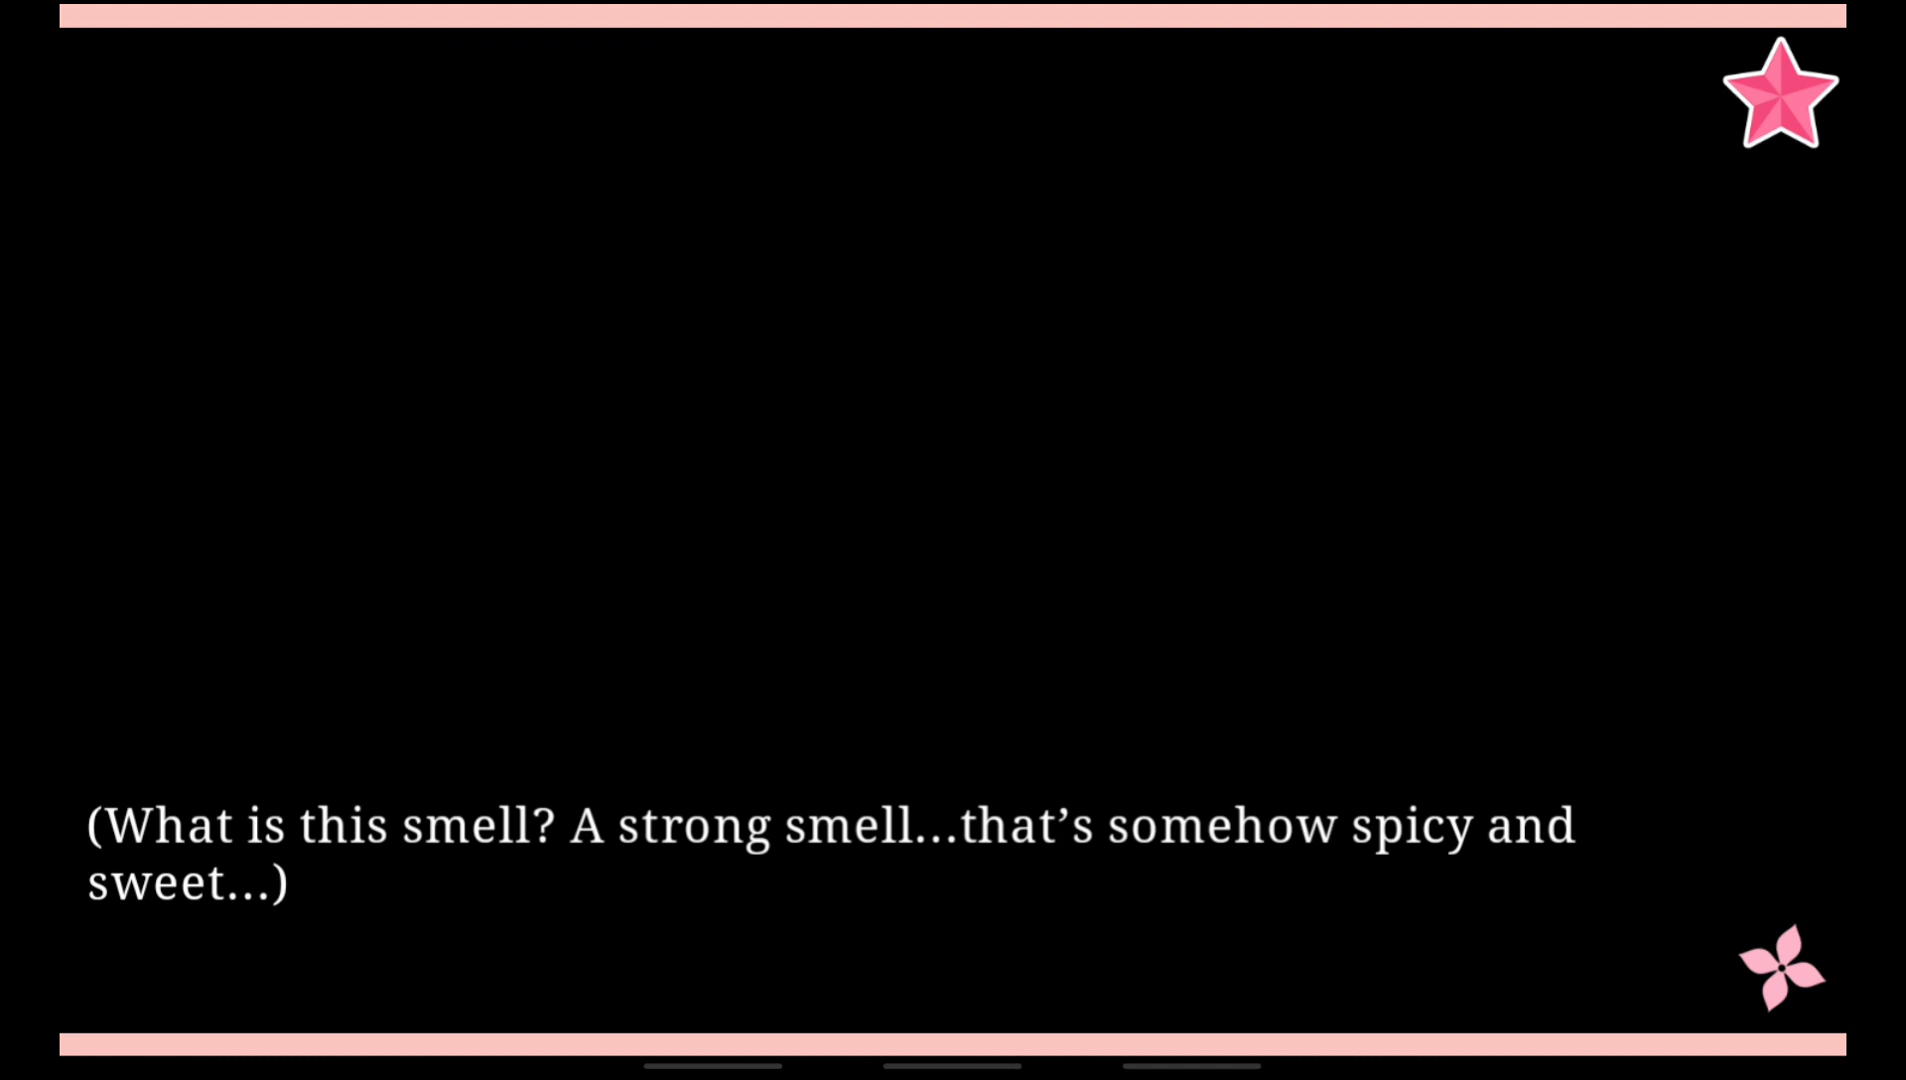 (What is this smell? A strong smell…that’s somehow spicy and
sweet…)